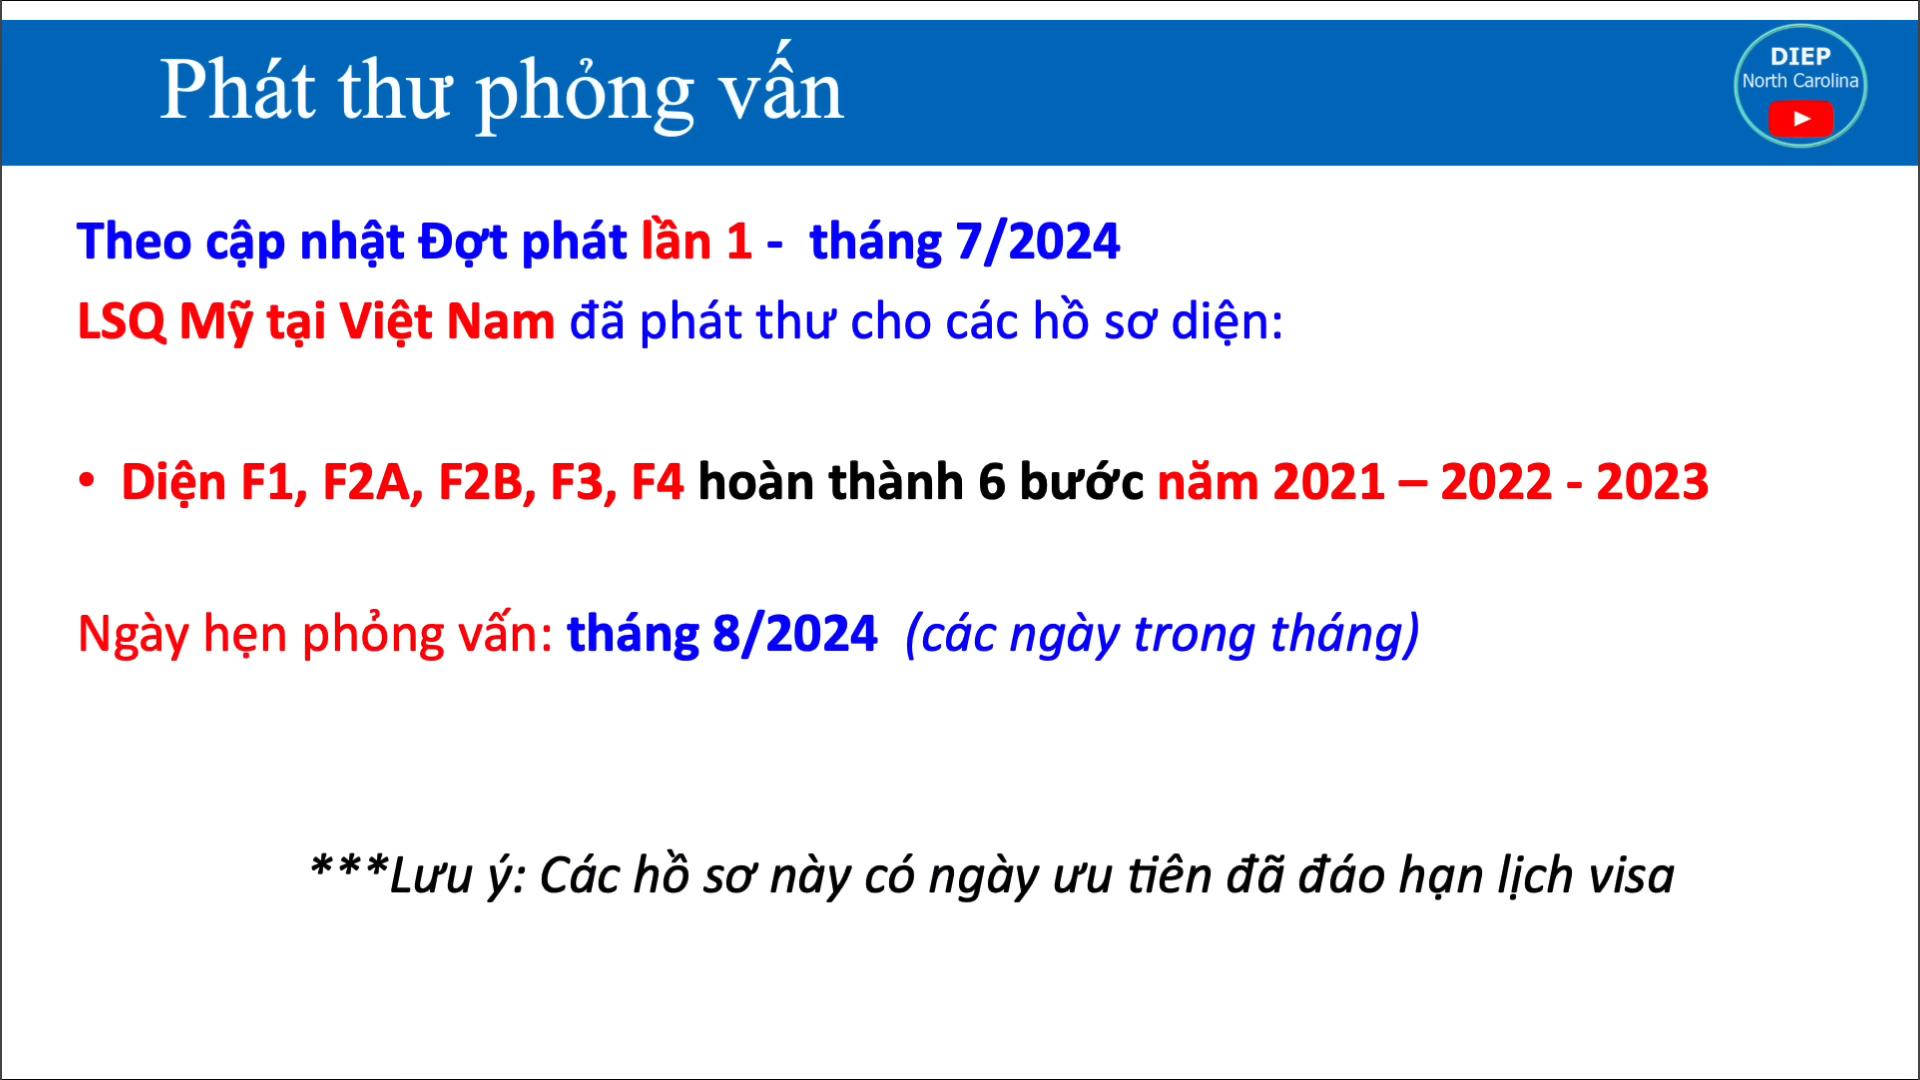 Phát thư phỏng vấn
DIEP
North Carolina
Theo cập nhật Đợt phát lần 1 - tháng 7/2024
LSQ Mỹ tại Việt Nam đã phát thư cho các hồ sơ diện:
• Diện F1, F2A, F2B, F3, F4 hoàn thành 6 bước năm 2021 – 2022 - 2023
Ngày hẹn phỏng vấn: tháng 8/2024 (các ngày trong tháng)
***Lưu ý: Các hồ sơ này có ngày ưu tiên đã đáo hạn lịch visa